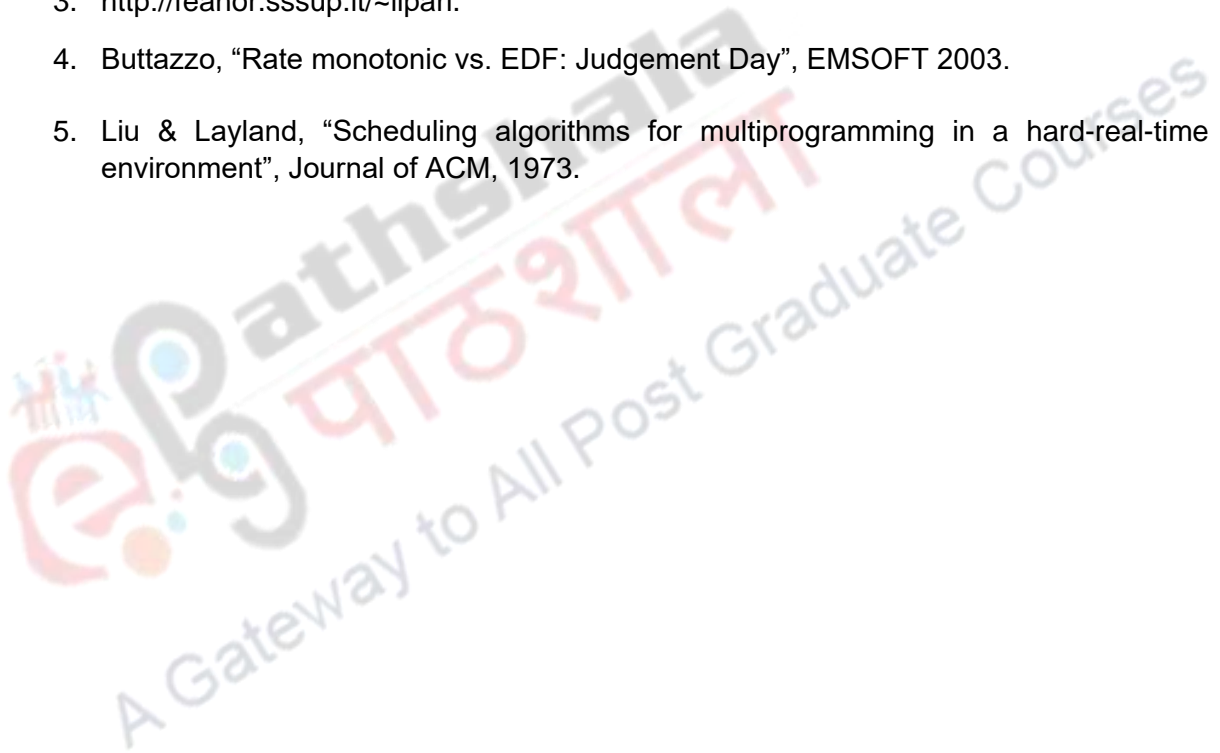 3. http://feanor.sssup.it/~lipari.
4. Buttazzo, “Rate monotonic vs. EDF: Judgement Day”, EMSOFT 2003.
5. Liu & Layland, “Scheduling algorithms for multiprogramming in a hard-real-time
environment”, Journal of ACM, 1973.
Pathshala
पाठशाला
A Gateway to All Post Graduate Courses